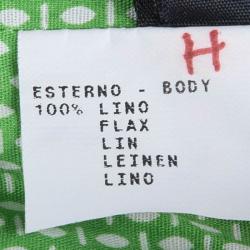 H
ESTERNO - BODY
100% LINO
FLAX
LIN
LEINEN
LINO